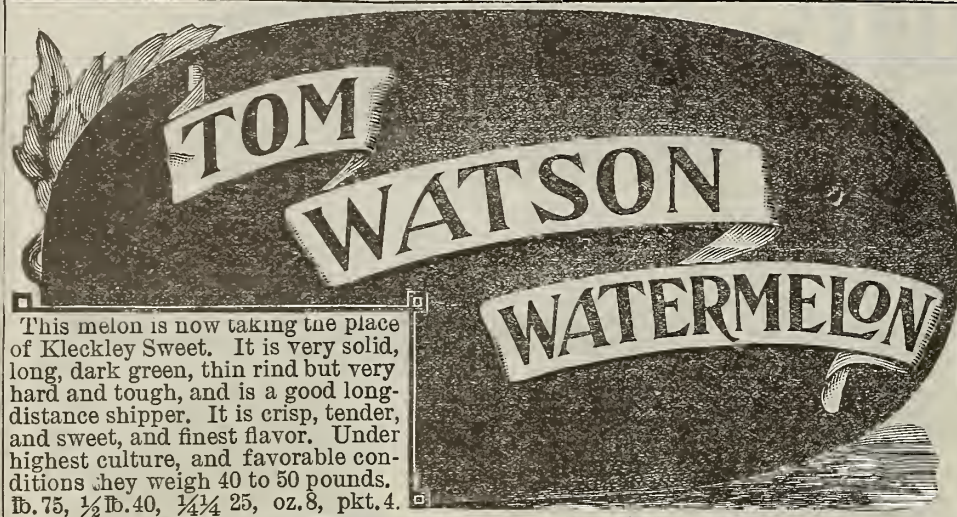 TOM
WATSON
WATERMELON
This melon is now taking the place
of Kleckley Sweet. It is very solid,
long, dark green, thin rind but very
hard and tough, and is a good long-
distance shipper. It is crisp, tender,
and sweet, and finest flavor. Under
highest culture, and favorable con-
ditions they weigh 40 to 50 pounds.
lb. 75, ½ lb. 40, ¼¼ 25, oz. 8, pkt. 4.